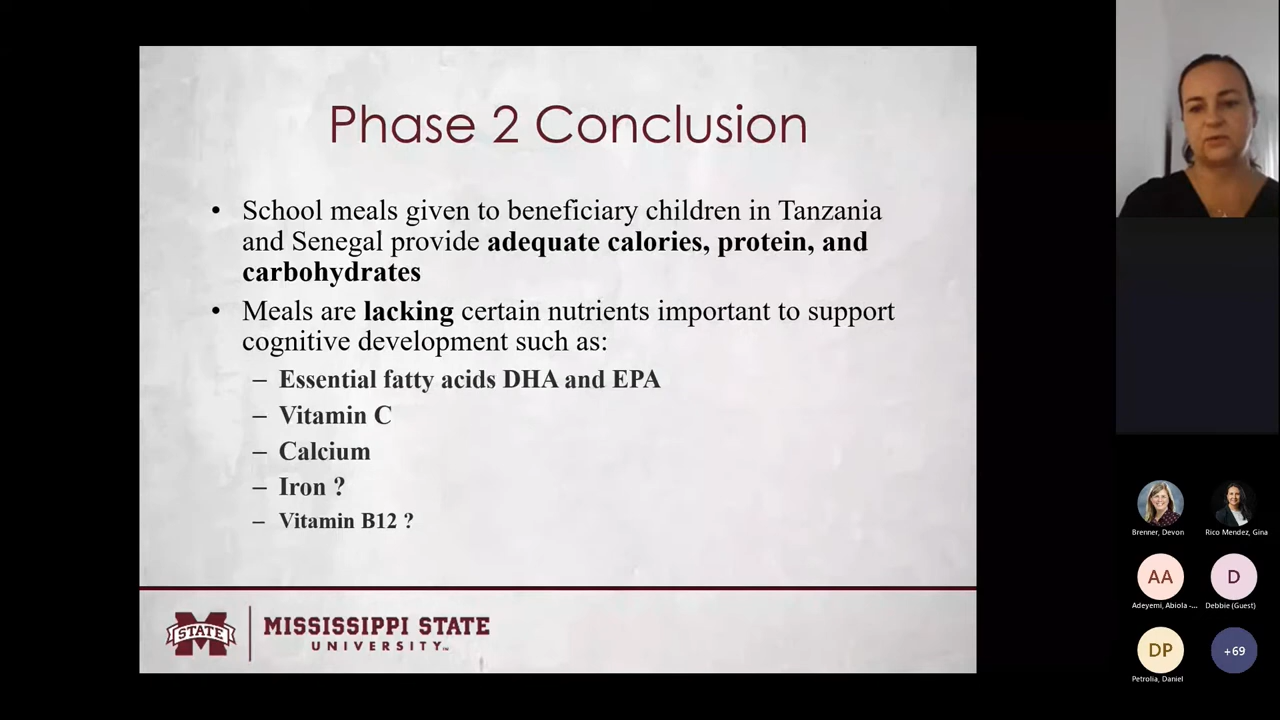 Phase 2 Conclusion
• School meals given to beneficiary children in Tanzania
and Senegal provide adequate calories, protein, and
carbohydrates
• Meals are lacking certain nutrients important to support
cognitive development such as:
– Essential fatty acids DHA and EPA
– Vitamin C
– Calcium
– Iron ?
– Vitamin B12 ?
STATE
MISSISSIPPI STATE
UNIVERSITY™
Brenner, Devon
Rico Mendez, Gina
AA
D
Adeyemi, Abiola -...
Debbie (Guest)
DP
+69
Petrolia, Daniel